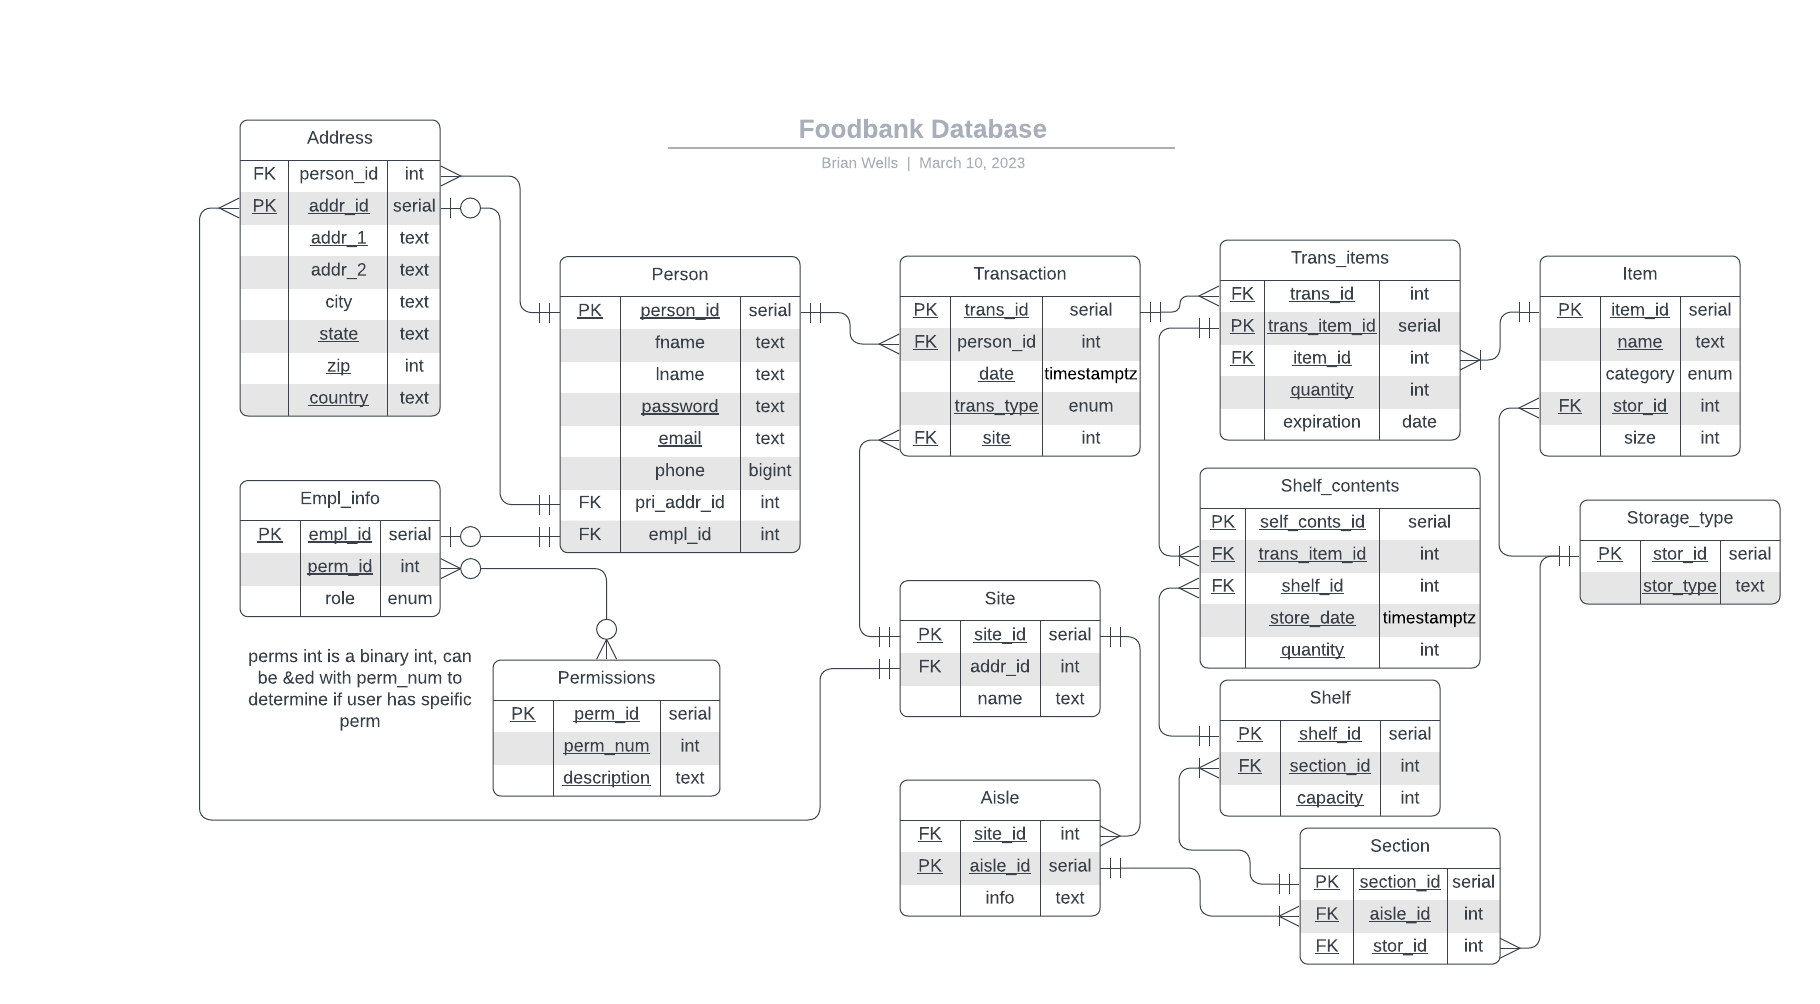 Foodbank Database
Brian Wells | March 10, 2023
Address
FK person_id int
PK addr_id serial
addr_1 text
addr_2 text
city text
state text
zip int
country text
Person
PK person_id serial
fname text
lname text
password text
email text
phone bigint
FK pri_addr_id int
FK empl_id int
Transaction
PK trans_id serial
FK person_id int
date timestamptz
trans_type enum
FK site int
Trans_items
FK trans_id int
PK trans_item_id serial
FK item_id int
quantity int
expiration date
Item
PK item_id serial
name text
category enum
FK stor_id int
size int
Empl_info
PK empl_id serial
perm_id int
role enum
perms int is a binary int, can
be &ed with perm_num to
determine if user has speific
perm
Permissions
PK perm_id serial
perm_num int
description text
Site
PK site_id serial
FK addr_id int
name text
Shelf_contents
PK self_conts_id serial
FK trans_item_id int
FK shelf_id int
store_date timestamptz
quantity int
Storage_type
PK stor_id serial
stor_type text
Shelf
PK shelf_id serial
FK section_id int
capacity int
Aisle
FK site_id int
PK aisle_id serial
info text
Section
PK section_id serial
FK aisle_id int
FK stor_id int